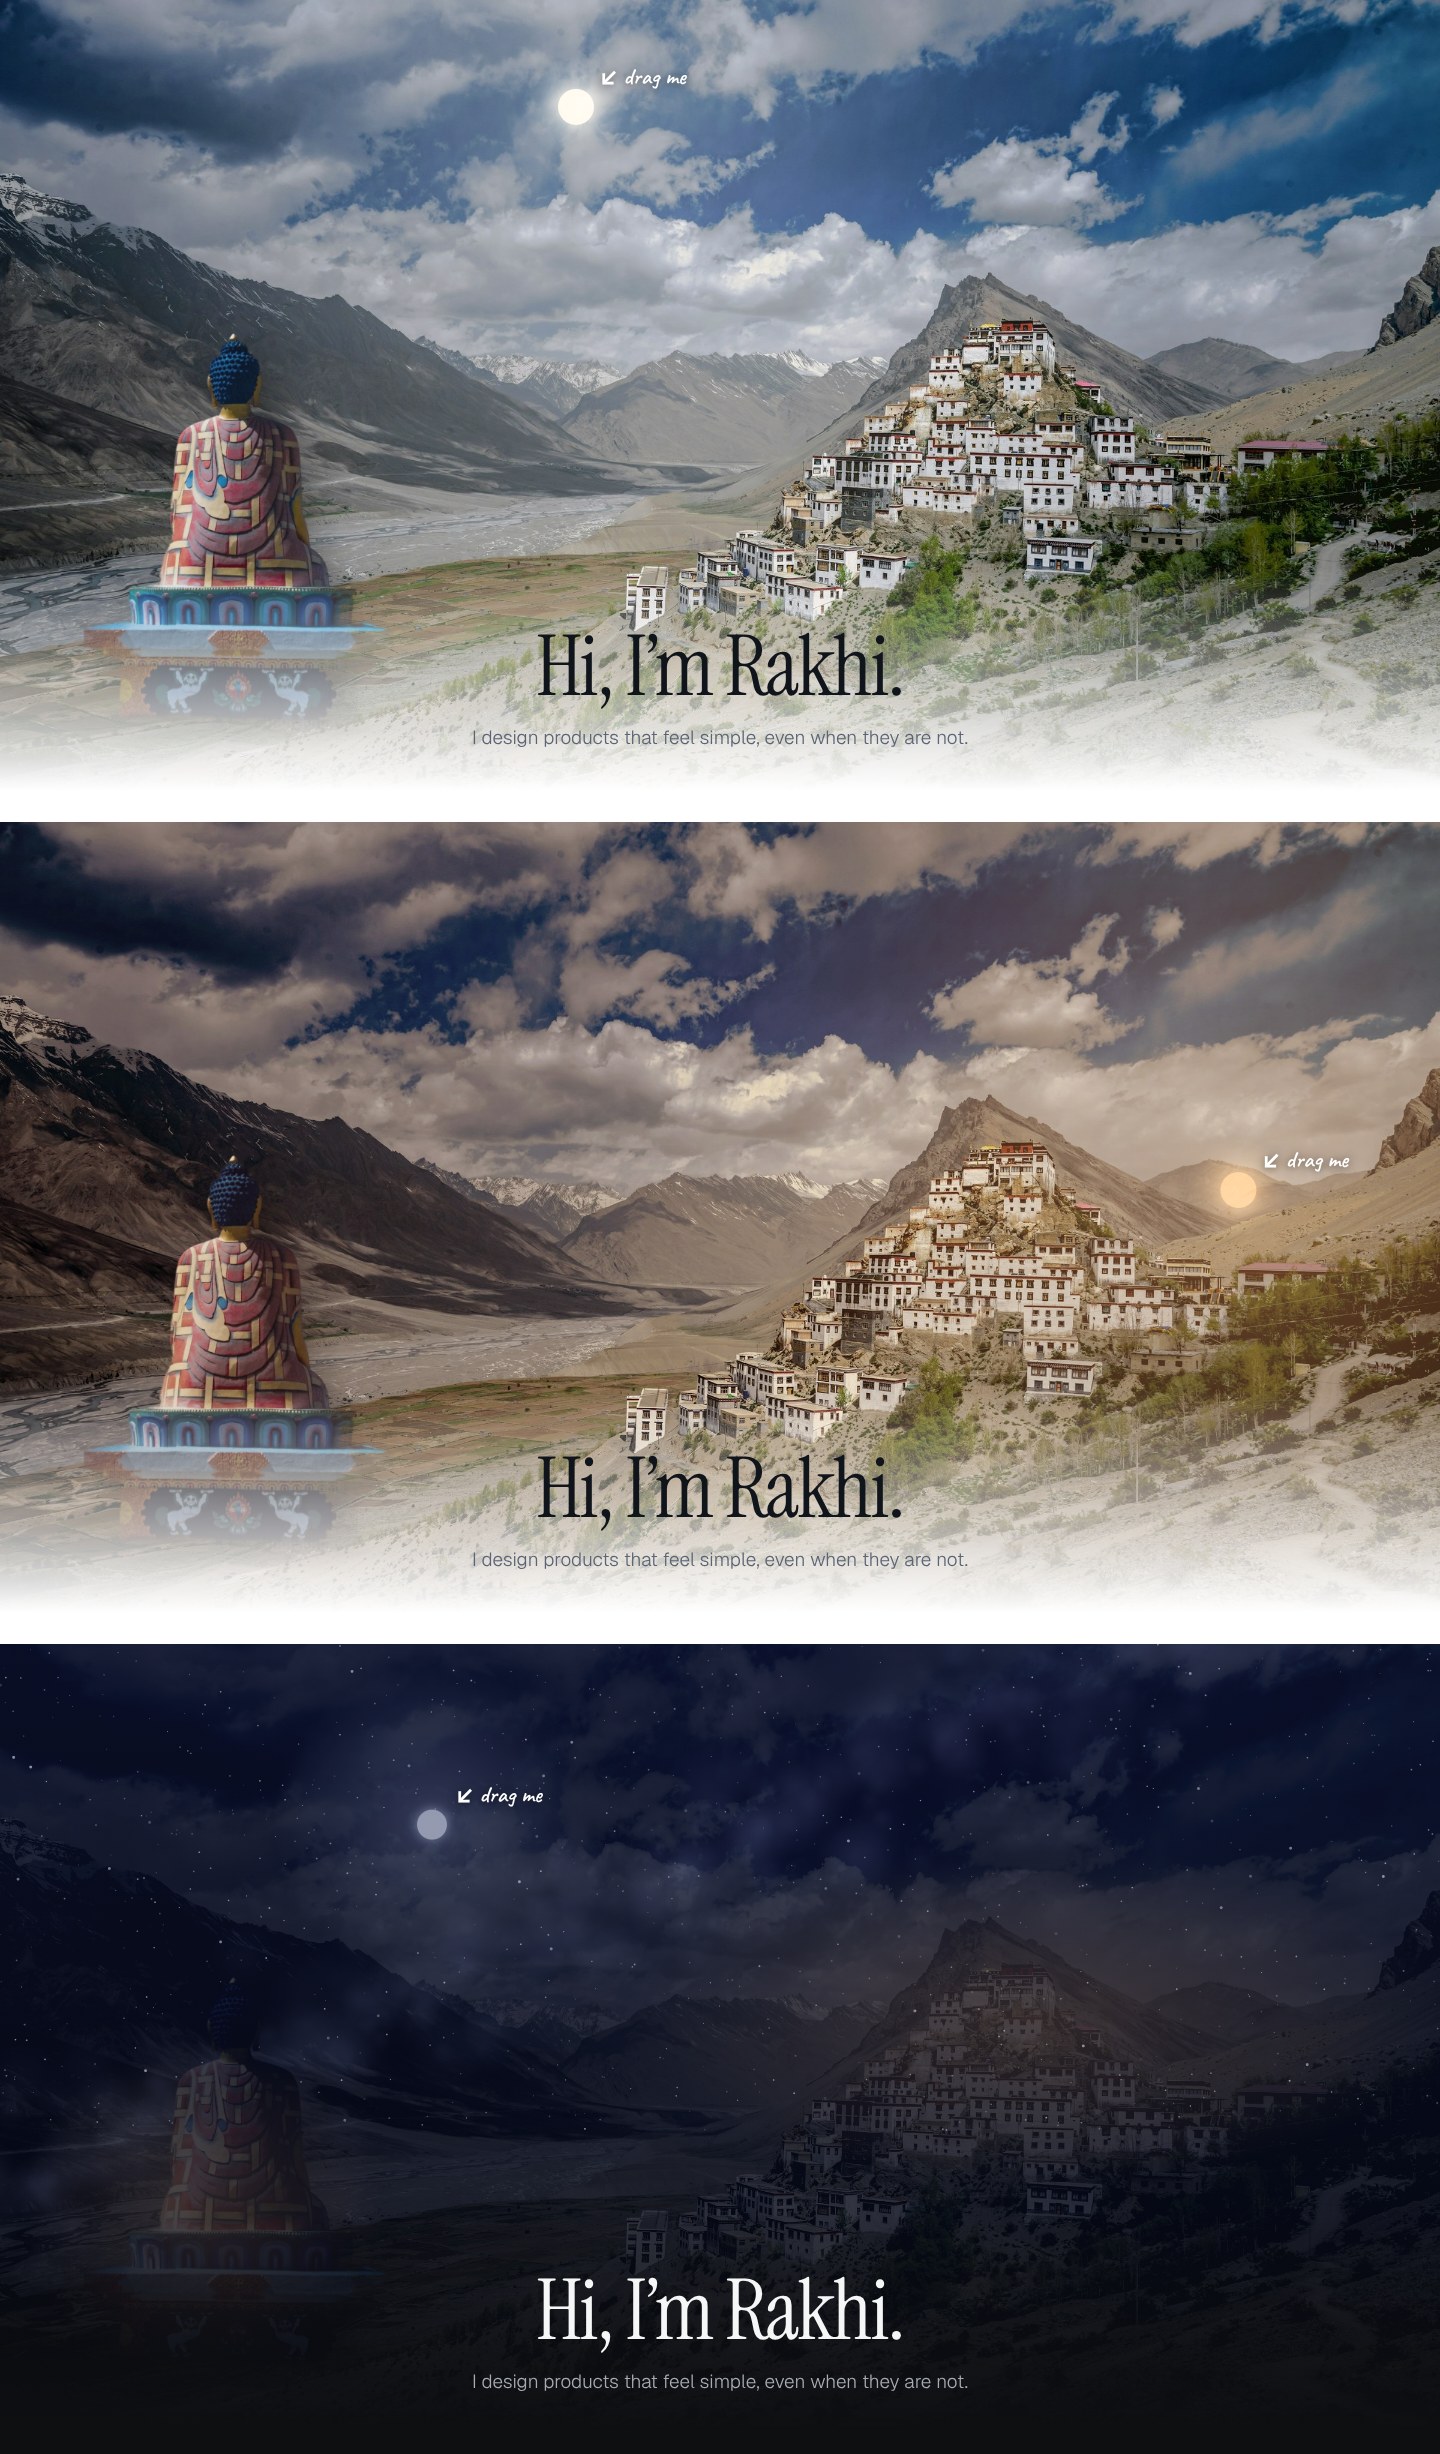 drag me
Hi, I’m Rakhi.
I design products that feel simple, even when they are not.
drag me
Hi, I’m Rakhi.
I design products that feel simple, even when they are not.
drag me
Hi, I’m Rakhi.
I design products that feel simple, even when they are not.